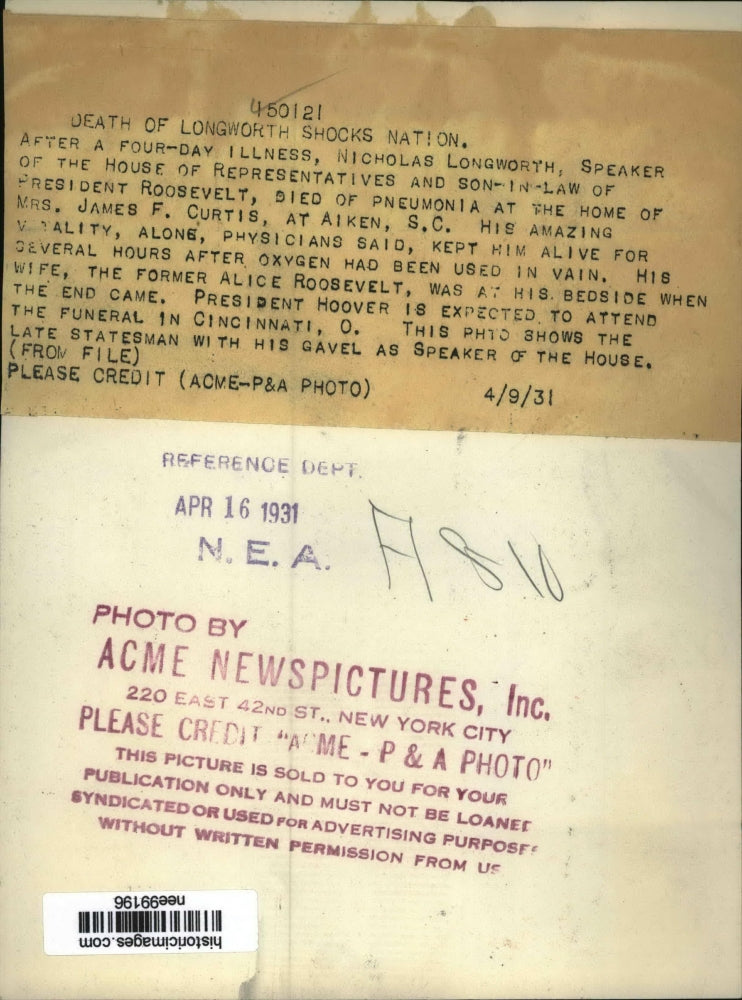 450121
DEATH OF LONGWORTH SHOCKS NATION.
AFTER A FOUR-DAY ILLNESS, NICHOLAS LONGWORTH, SPEAKER
OF THE HOUSE OF REPRESENTATIVES AND SON-IN-LAW OF
PRESIDENT ROOSEVELT, DIED OF PNEUMONIA AT THE HOME OF
MRS. JAMES F. CURTIS, AT AIKEN, S.C. HIS AMAZING
VITALITY, ALONE, PHYSICIANS SAID, KEPT HIM ALIVE FOR
SEVERAL HOURS AFTER OXYGEN HAD BEEN USED IN VAIN. HIS
WIFE, THE FORMER ALICE ROOSEVELT, WAS AT HIS BEDSIDE WHEN
THE END CAME. PRESIDENT HOOVER IS EXPECTED TO ATTEND
THE FUNERAL IN CINCINNATI, O. THIS PHTO SHOWS THE
LATE STATESMAN WITH HIS GAVEL AS SPEAKER OF THE HOUSE.
(FROM FILE)
PLEASE CREDIT (ACME-P&A PHOTO) 4/9/31
REFERENCE DEPT.
APR 16 1931
N. E. A.
PHOTO BY
ACME NEWSPICTURES, Inc.
220 EAST 42ND ST., NEW YORK CITY
PLEASE CREDIT "ACME - P & A PHOTO"
THIS PICTURE IS SOLD TO YOU FOR YOUR
PUBLICATION ONLY AND MUST NOT BE LOANED
SYNDICATED OR USED FOR ADVERTISING PURPOSES
WITHOUT WRITTEN PERMISSION FROM US
historicimages.com
nee99196